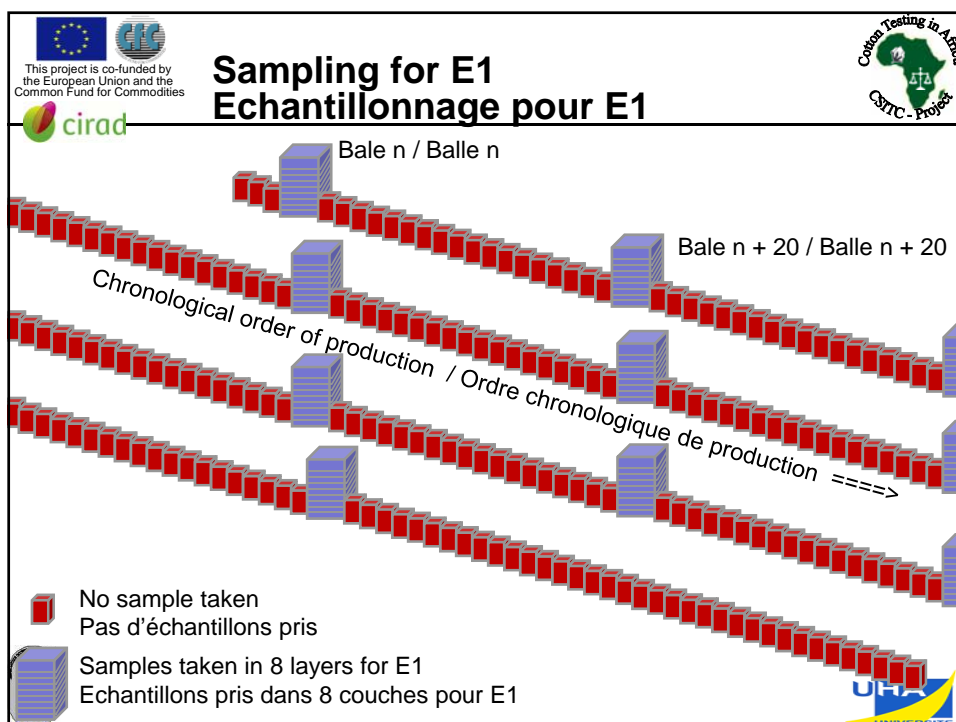 CFC
This project is co-funded by
the European Union and the
Common Fund for Commodities
cirad
Sampling for E1
Echantillonnage pour E1
Cotton Testing in Africa
CSITC - Project
Bale n / Balle n
Bale n + 20 / Balle n + 20
Chronological order of production / Ordre chronologique de production ====>
No sample taken
Pas d'échantillons pris
Samples taken in 8 layers for E1
Echantillons pris dans 8 couches pour E1
UHA